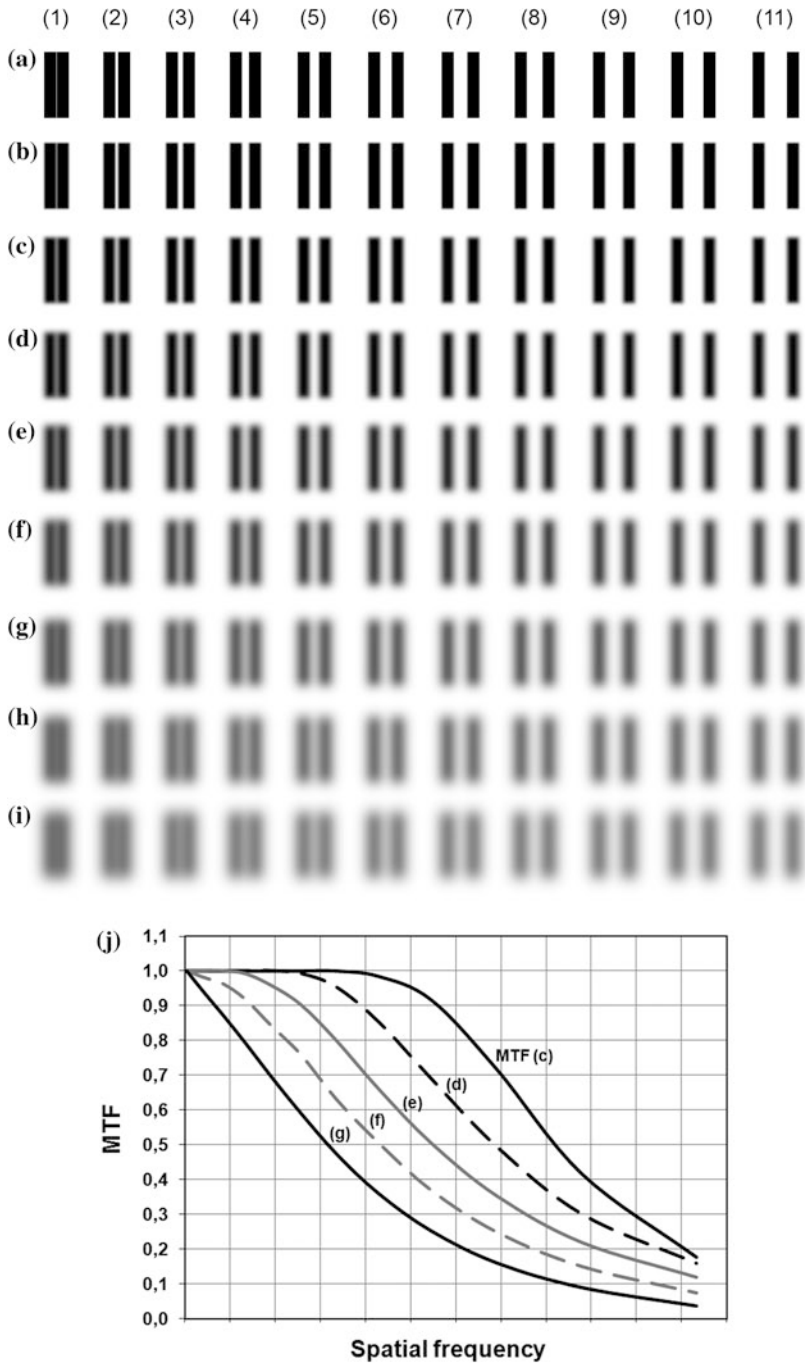 (1) (2) (3) (4) (5) (6) (7) (8) (9) (10) (11)
(a)
(b)
(c)
(d)
(e)
(f)
(g)
(h)
(i)
(j)
1,1
1,0
0,9
0,8
0,7
0,6
0,5
0,4
0,3
0,2
0,1
0,0
MTF
MTF (c)
(d)
(e)
(f)
(g)
Spatial frequency